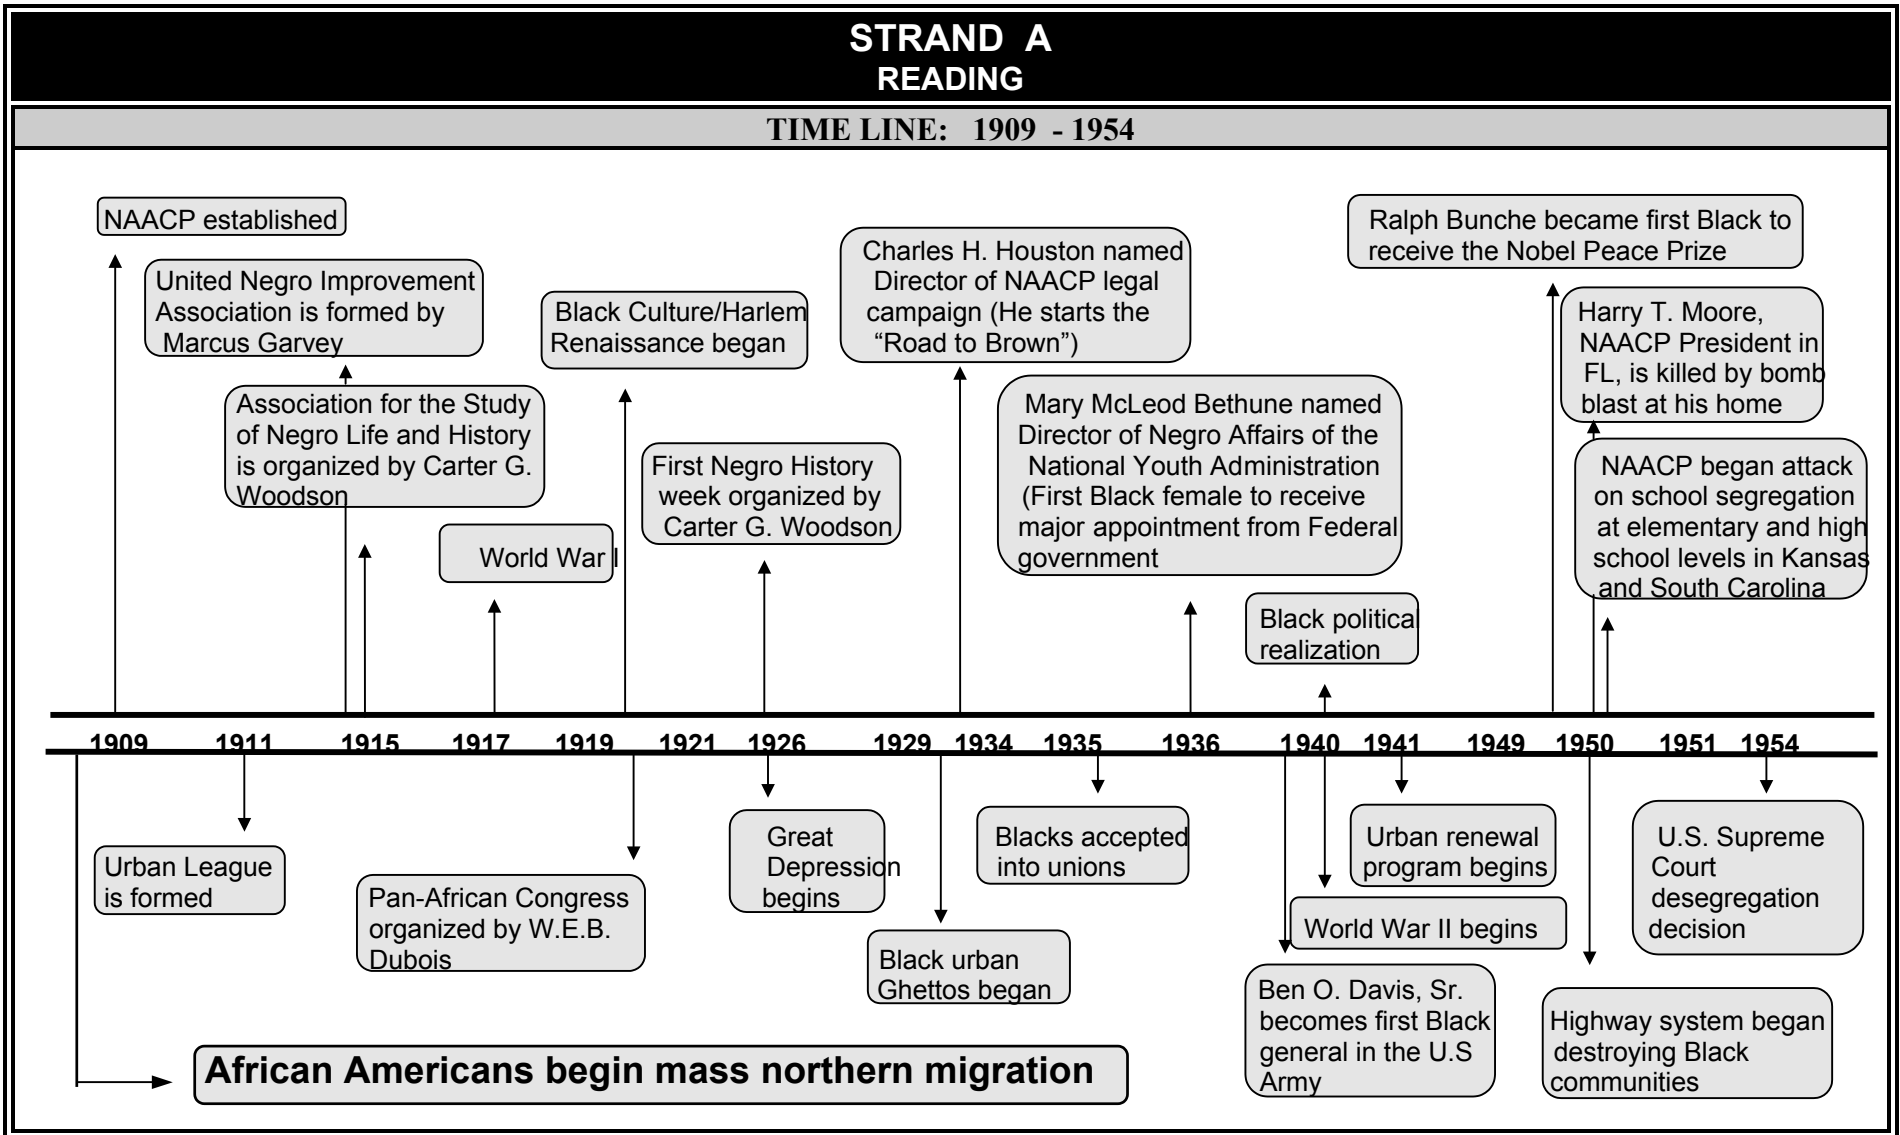 STRAND A
READING
TIME LINE: 1909 - 1954
NAACP established
United Negro Improvement
Association is formed by
Marcus Garvey
Association for the Study
of Negro Life and History
is organized by Carter G.
Woodson
World War I
Black Culture/Harlem
Renaissance began
First Negro History
week organized by
Carter G. Woodson
Charles H. Houston named
Director of NAACP legal
campaign (He starts the
“Road to Brown”)
Mary McLeod Bethune named
Director of Negro Affairs of the
National Youth Administration
(First Black female to receive
major appointment from Federal
government
Black political
realization
Ralph Bunche became first Black to
receive the Nobel Peace Prize
Harry T. Moore,
NAACP President in
FL, is killed by bomb
blast at his home
NAACP began attack
on school segregation
at elementary and high
school levels in Kansas
and South Carolina
1909 1911 1915 1917 1919 1921 1926 1929 1934 1935 1936 1940 1941 1949 1950 1951 1954
Urban League
is formed
Pan-African Congress
organized by W.E.B.
Dubois
Great
Depression
begins
Black urban
Ghettos began
Blacks accepted
into unions
Urban renewal
program begins
World War II begins
Ben O. Davis, Sr.
becomes first Black
general in the U.S
Army
Highway system began
destroying Black
communities
U.S. Supreme
Court
desegregation
decision
African Americans begin mass northern migration